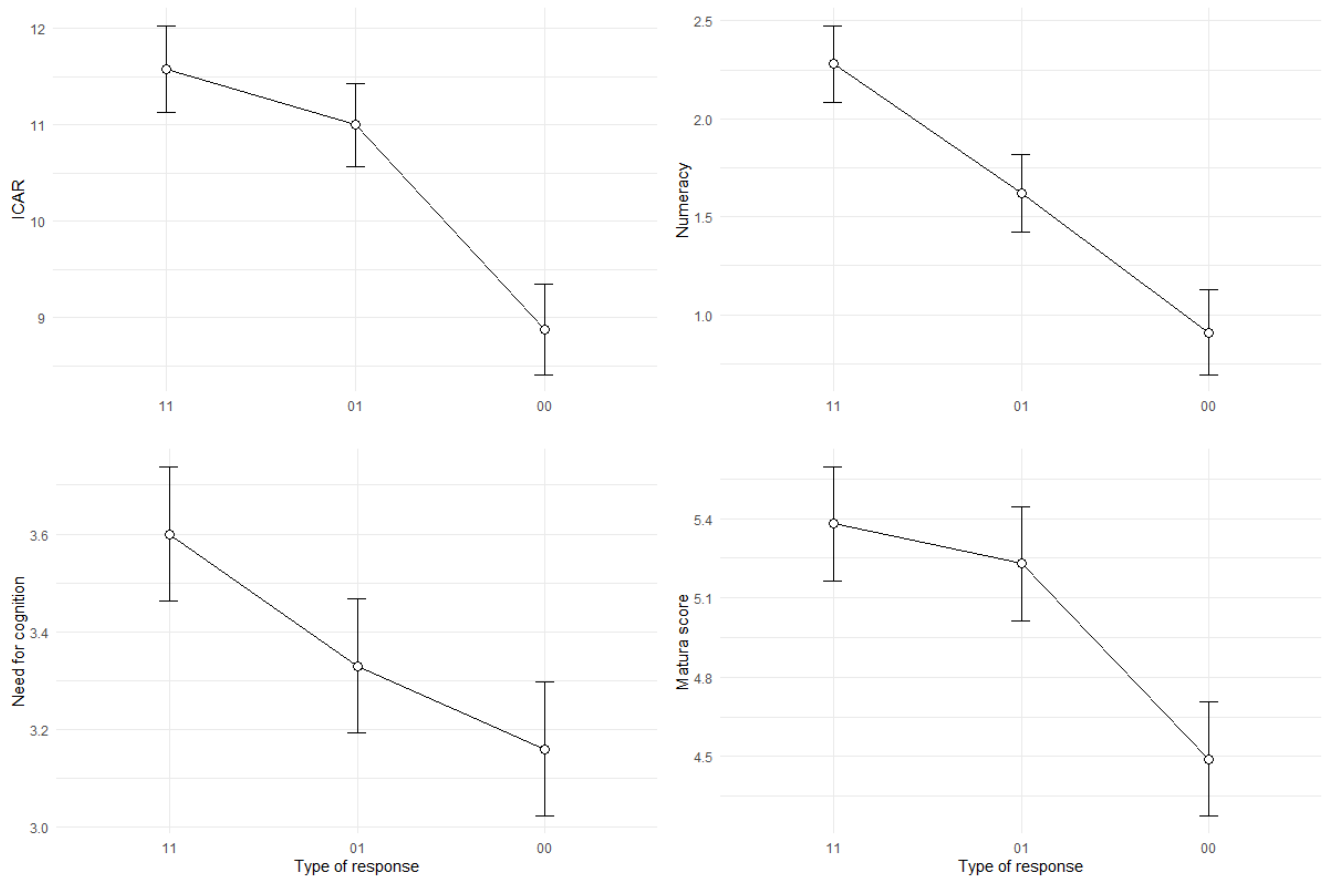 ICAR
12
11
10
9
11 01 00
Numeracy
2.5
2.0
1.5
1.0
11 01 00
Need for cognition
3.6
3.4
3.2
3.0
11 01 00
Type of response
Matura score
5.4
5.1
4.8
4.5
11 01 00
Type of response